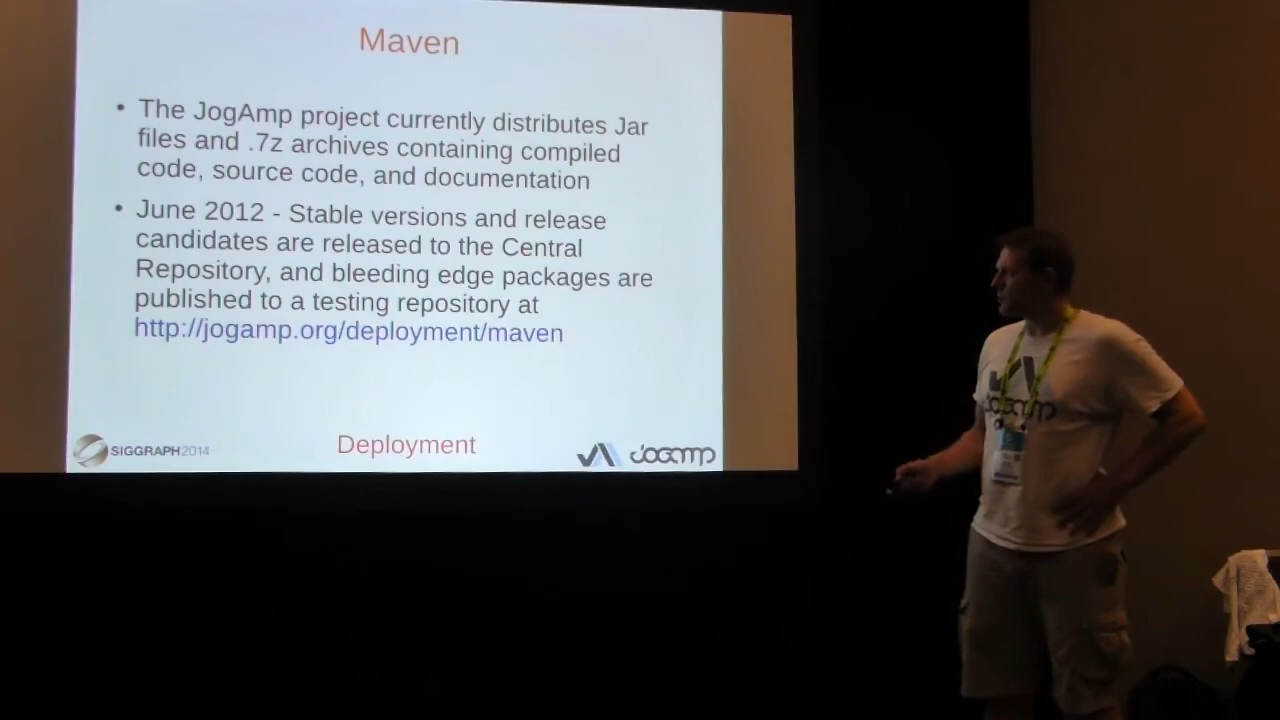 Maven
• The JogAmp project currently distributes Jar
files and .7z archives containing compiled
code, source code, and documentation
• June 2012 - Stable versions and release
candidates are released to the Central
Repository, and bleeding edge packages are
published to a testing repository at
http://jogamp.org/deployment/maven
SIGGRAPH2014
Deployment
JOGAMP
JOGAMP